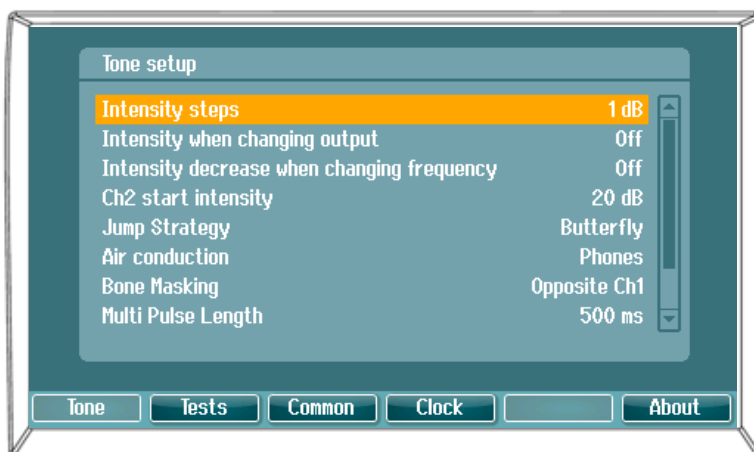 Tone setup
Intensity steps 1 dB
Intensity when changing output Off
Intensity decrease when changing frequency Off
Ch2 start intensity 20 dB
Jump Strategy Butterfly
Air conduction Phones
Bone Masking Opposite Ch1
Multi Pulse Length 500 ms
Tone Tests Common Clock About